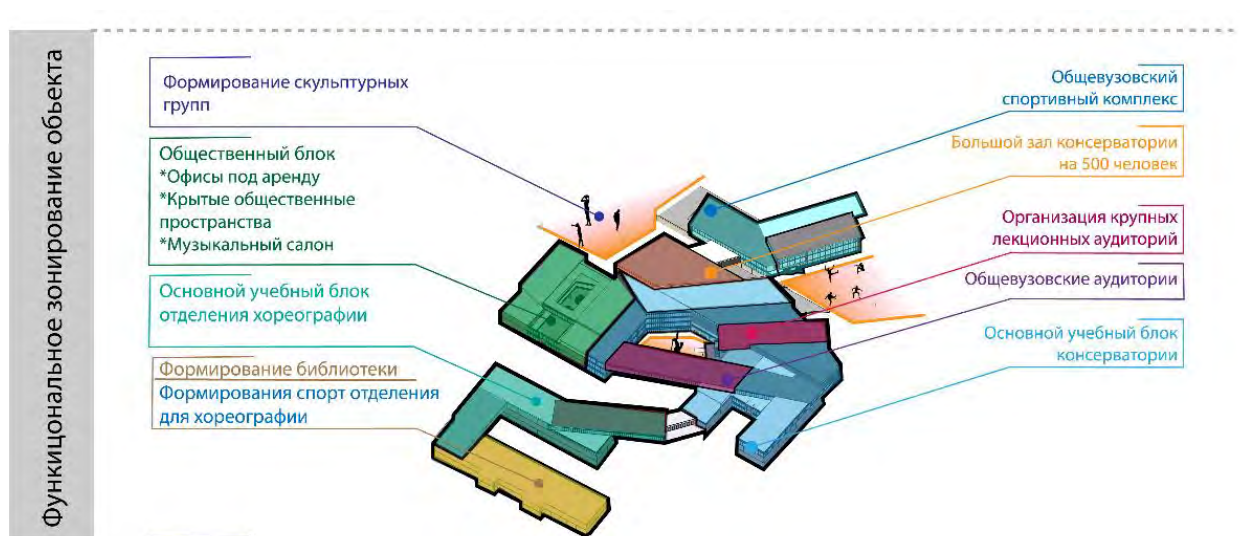 Функицональное зонирование обьекта
Формирование скульптурных
групп
Общественный блок
*Офисы под аренду
*Крытые общественные
пространства
*Музыкальный салон
Основной учебный блок
отделения хореографии
Формирование библиотеки
Формирования спорт отделения
для хореографии
Общевузовский
спортивный комплекс
Большой зал консерватории
на 500 человек
Организация крупных
лекционных аудиторий
Общевузовские аудитории
Основной учебный блок
консерватории